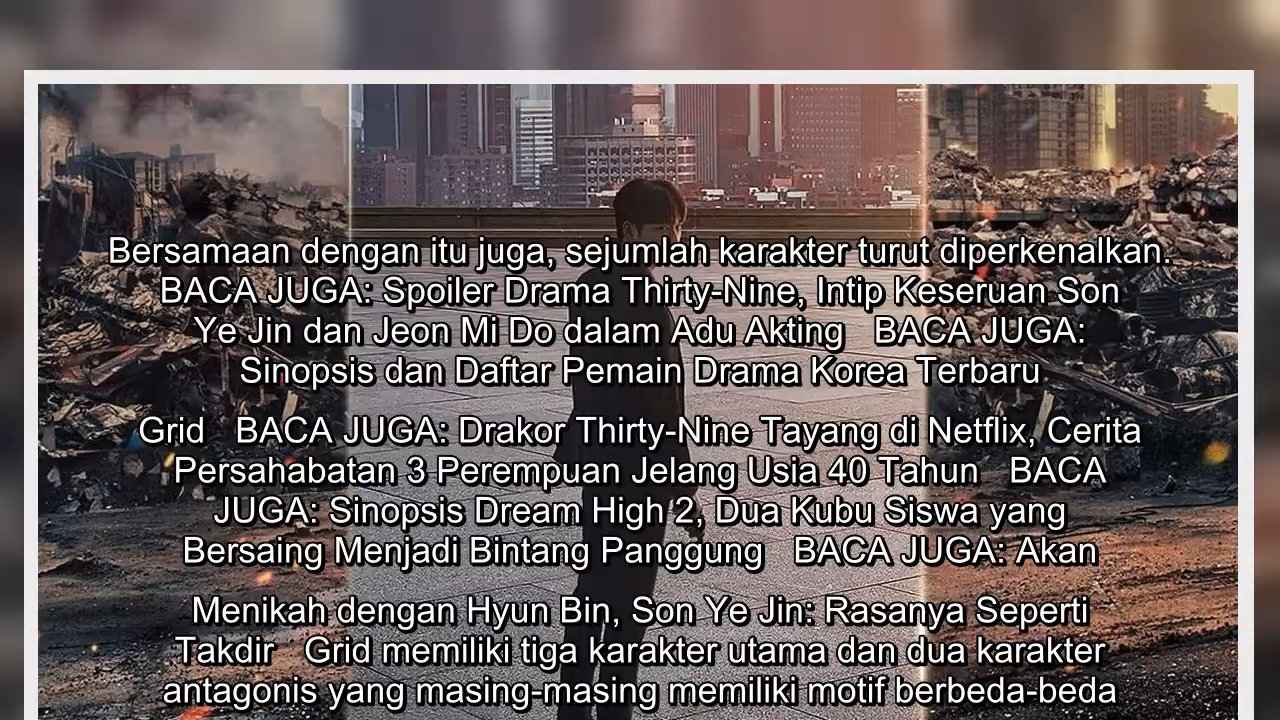 Bersamaan dengan itu juga, sejumlah karakter turut diperkenalkan.
BACA JUGA: Spoiler Drama Thirty-Nine, Intip Keseruan Son
Ye Jin dan Jeon Mi Do dalam Adu Akting   BACA JUGA:
Sinopsis dan Daftar Pemain Drama Korea Terbaru
Grid   BACA JUGA: Drakor Thirty-Nine Tayang di Netflix, Cerita
Persahabatan 3 Perempuan Jelang Usia 40 Tahun   BACA
JUGA: Sinopsis Dream High 2, Dua Kubu Siswa yang
Bersaing Menjadi Bintang Panggung   BACA JUGA: Akan
Menikah dengan Hyun Bin, Son Ye Jin: Rasanya Seperti
Takdir   Grid memiliki tiga karakter utama dan dua karakter
antagonis yang masing-masing memiliki motif berbeda-beda